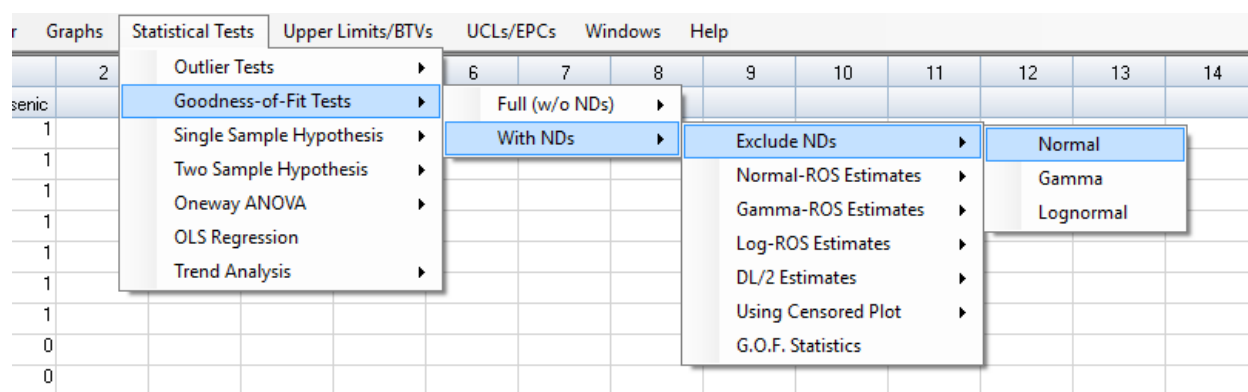 r Graphs Statistical Tests Upper Limits/BTVs UCLs/EPCs Windows Help
2 6 7 8 9 10 11 12 13 14
senic
Outlier Tests
Goodness-of-Fit Tests
Single Sample Hypothesis
Two Sample Hypothesis
Oneway ANOVA
OLS Regression
Trend Analysis
Full (w/o NDs)
With NDs
Exclude NDs
Normal-ROS Estimates
Gamma-ROS Estimates
Log-ROS Estimates
DL/2 Estimates
Using Censored Plot
G.O.F. Statistics
Normal
Gamma
Lognormal
1
1
1
1
1
1
1
0
0